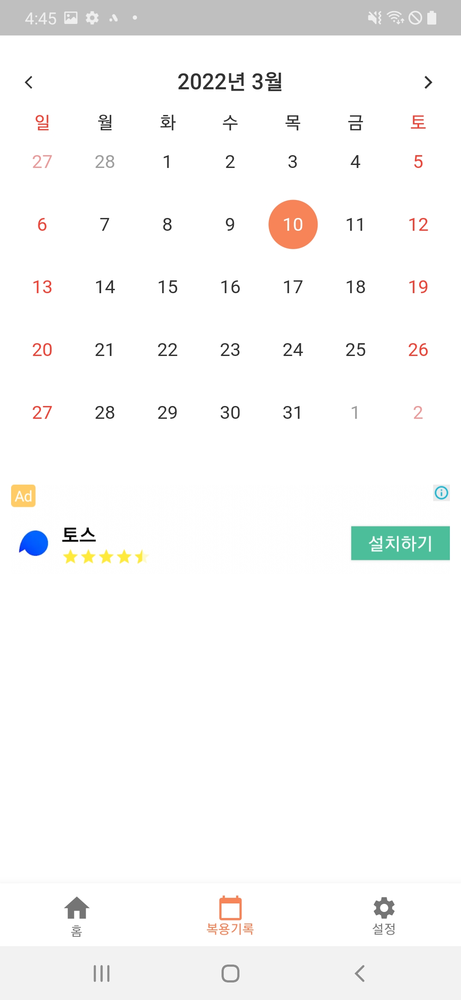 4:45
2022년 3월
일 월 화 수 목 금 토
27 28 1 2 3 4 5
6 7 8 9 10 11 12
13 14 15 16 17 18 19
20 21 22 23 24 25 26
27 28 29 30 31 1 2
Ad
토스
설치하기
홈 복용기록 설정